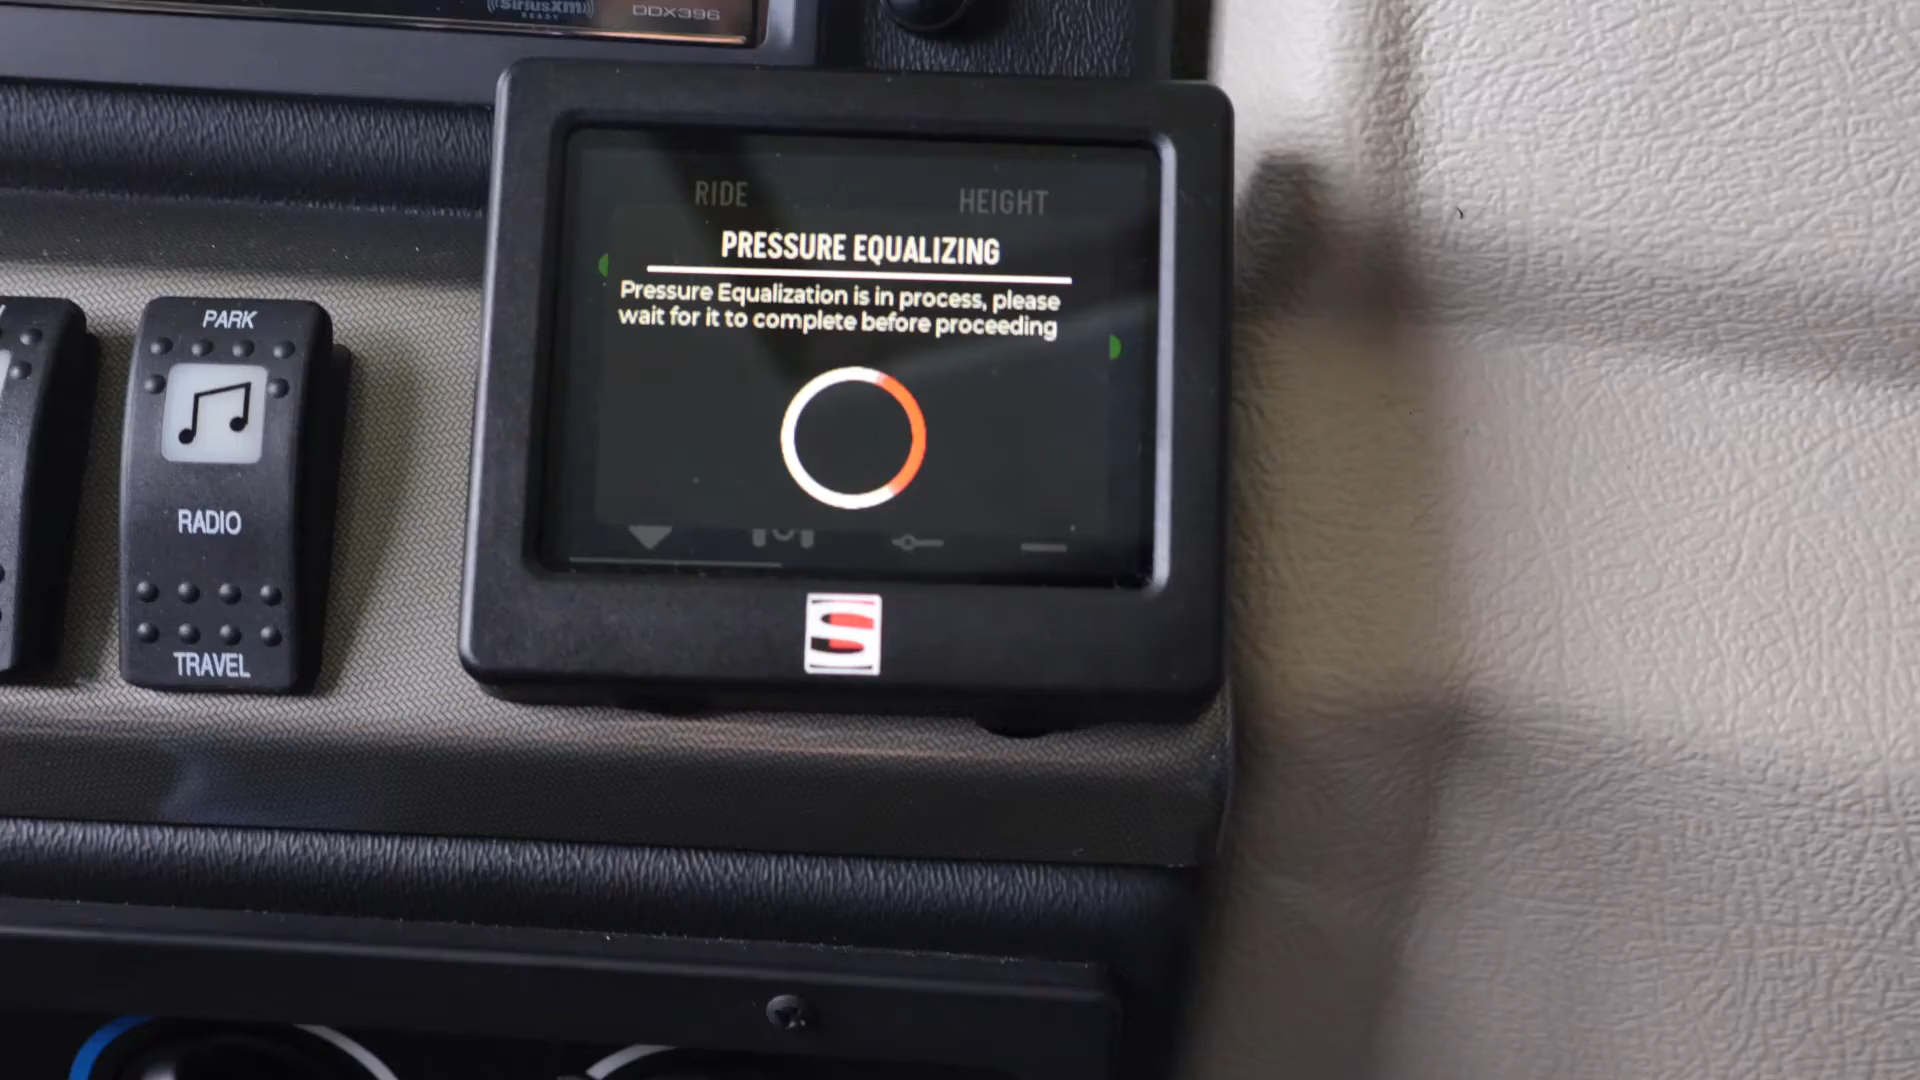 ((SiriusXM))
READY
DDX396
RIDE
HEIGHT
PRESSURE EQUALIZING
Pressure Equalization is in process, please
wait for it to complete before proceeding
PARK
RADIO
TRAVEL
S